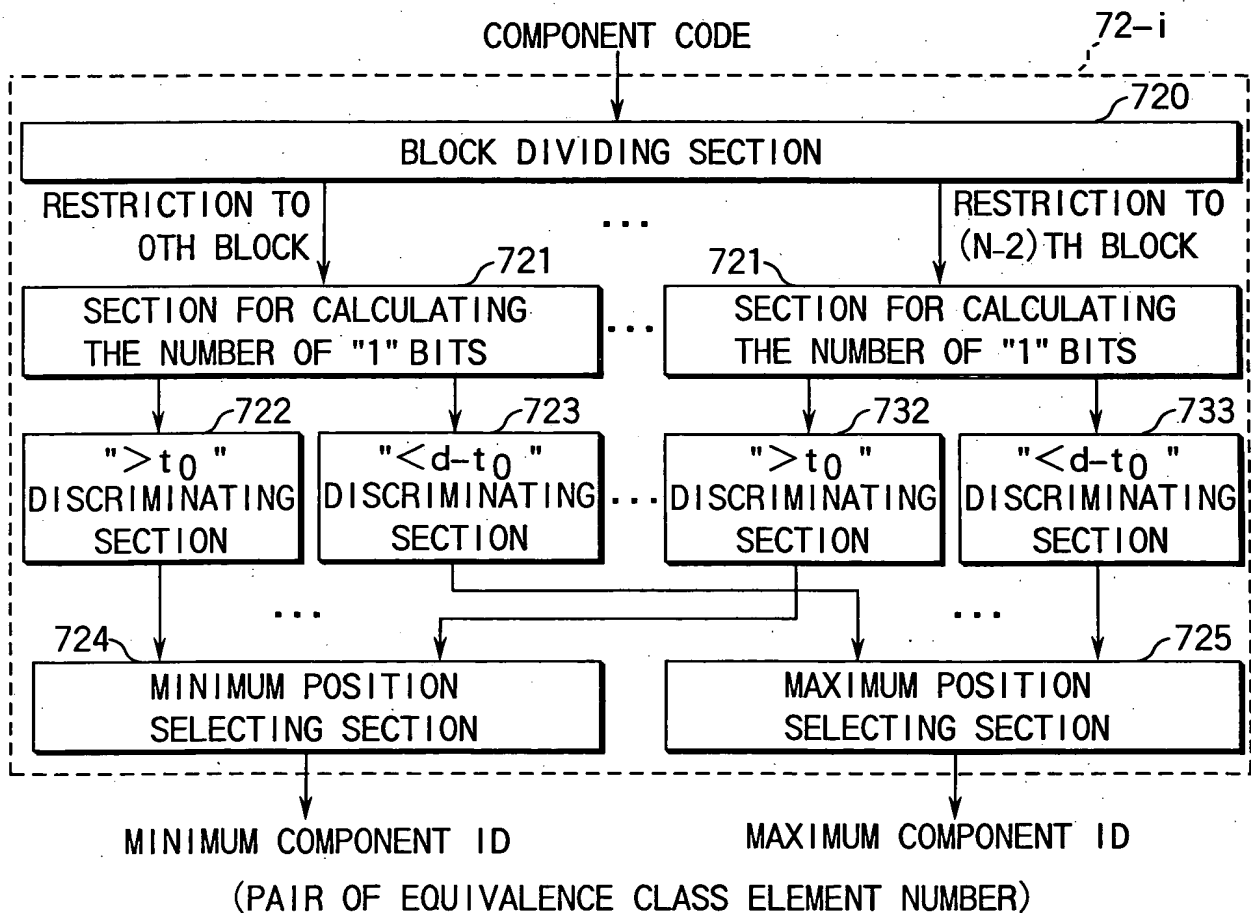 COMPONENT CODE
72-i
720
BLOCK DIVIDING SECTION
RESTRICTION TO
0TH BLOCK
...
RESTRICTION TO
(N-2)TH BLOCK
721
721
SECTION FOR CALCULATING
THE NUMBER OF "1" BITS
...
SECTION FOR CALCULATING
THE NUMBER OF "1" BITS
722
723
732
733
">t0"
DISCRIMINATING
SECTION
"<d-t0"
DISCRIMINATING
SECTION
...
">t0"
DISCRIMINATING
SECTION
"<d-t0"
DISCRIMINATING
SECTION
...
...
724
725
MINIMUM POSITION
SELECTING SECTION
MAXIMUM POSITION
SELECTING SECTION
MINIMUM COMPONENT ID
MAXIMUM COMPONENT ID
(PAIR OF EQUIVALENCE CLASS ELEMENT NUMBER)